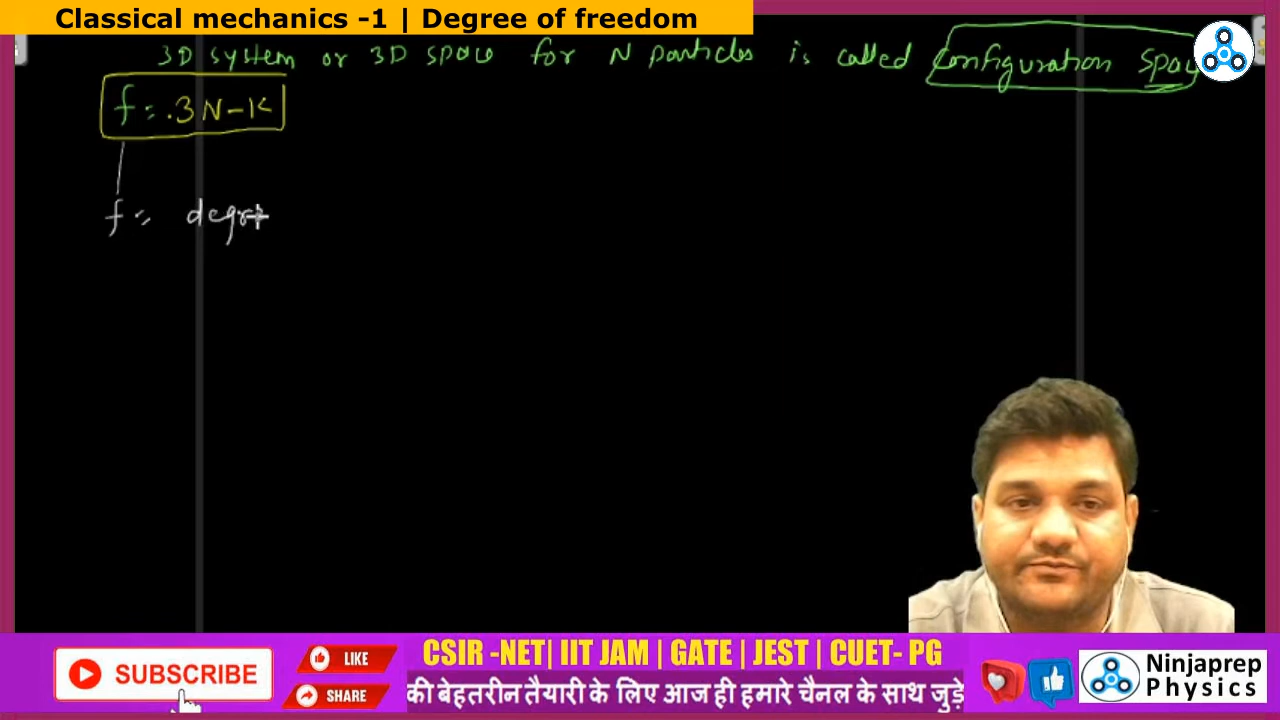 Classical mechanics -1 | Degree of freedom
3D system or 3D space for N particles is called Configuration Space
f = 3N-K
f = degre
SUBSCRIBE
LIKE
SHARE
CSIR -NET| IIT JAM | GATE | JEST | CUET- PG
की बेहतरीन तैयारी के लिए आज ही हमारे चैनल के साथ जुड़े
Ninjaprep
Physics